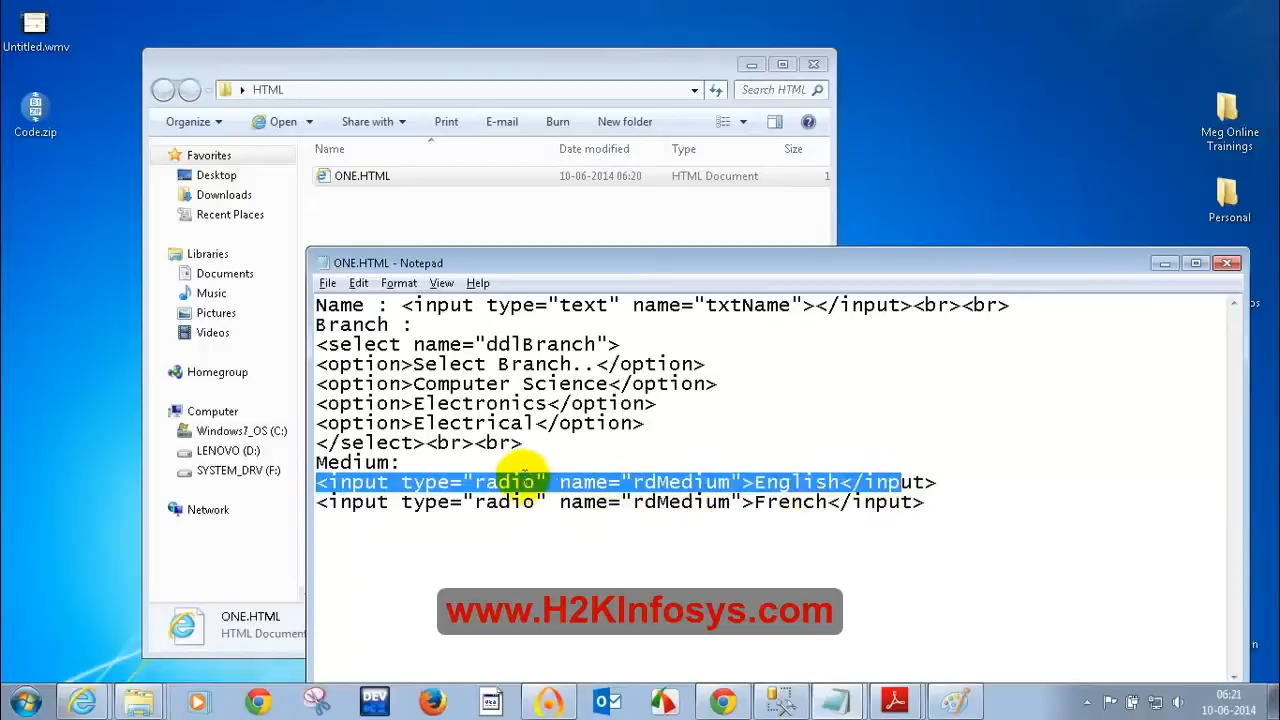 Untitled.wmv
Code.zip
Meg Online
Trainings
Personal
HTML
Search HTML
Organize
Open
Share with
Print
E-mail
Burn
New folder
Name
Date modified
Type
Size
Favorites
Desktop
Downloads
Recent Places
Libraries
Documents
Music
Pictures
Videos
Homegroup
Computer
Windows7_OS (C:)
LENOVO (D:)
SYSTEM_DRV (F:)
Network
ONE.HTML
10-06-2014 06:20
HTML Document
1
ONE.HTML
HTML Document
ONE.HTML - Notepad
File Edit Format View Help
Name : <input type="text" name="txtName"></input><br><br>
Branch :
<select name="ddlBranch">
<option>Select Branch..</option>
<option>Computer Science</option>
<option>Electronics</option>
<option>Electrical</option>
</select><br><br>
Medium:
<input type="radio" name="rdMedium">English</input>
<input type="radio" name="rdMedium">French</input>
www.H2KInfosys.com
DEV
06:21
10-06-2014